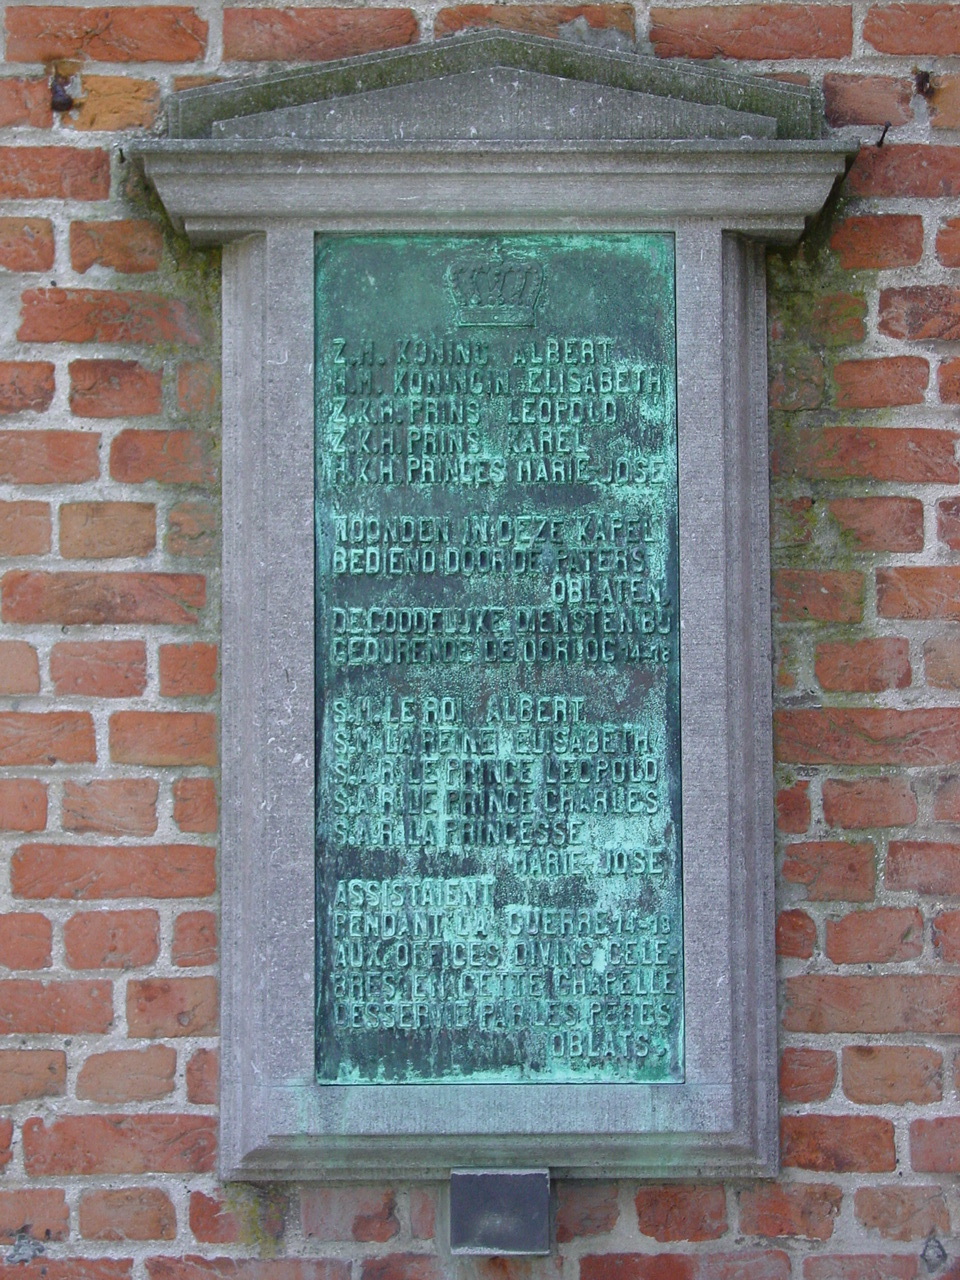 Z.M. KONING. ALBERT
H.M. KONINGIN. ELISABETH
Z.K.H. PRINS LEOPOLD
Z.K.H. PRINS KAREL
H.K.H. PRINCES MARIE-JOSE
WOONDEN IN DEZE KAPEL
BEDIEND DOOR DE PATERS
OBLATEN.
DE GODDELIJKE DIENSTEN BIJ
GEDURENDE DE OORLOG 14-18
S.M. LE ROI ALBERT
S.M. LA REINE ELISABETH
S.A.R. LE PRINCE LEOPOLD
S.A.R. LE PRINCE CHARLES
S.A.R. LA PRINCESSE
MARIE-JOSE
ASSISTAIENT
PENDANT LA GUERRE 14-18
AUX OFFICES DIVINS CELE
BRES EN CETTE CHAPELLE
DESSERVIE PAR LES PERES
OBLATS